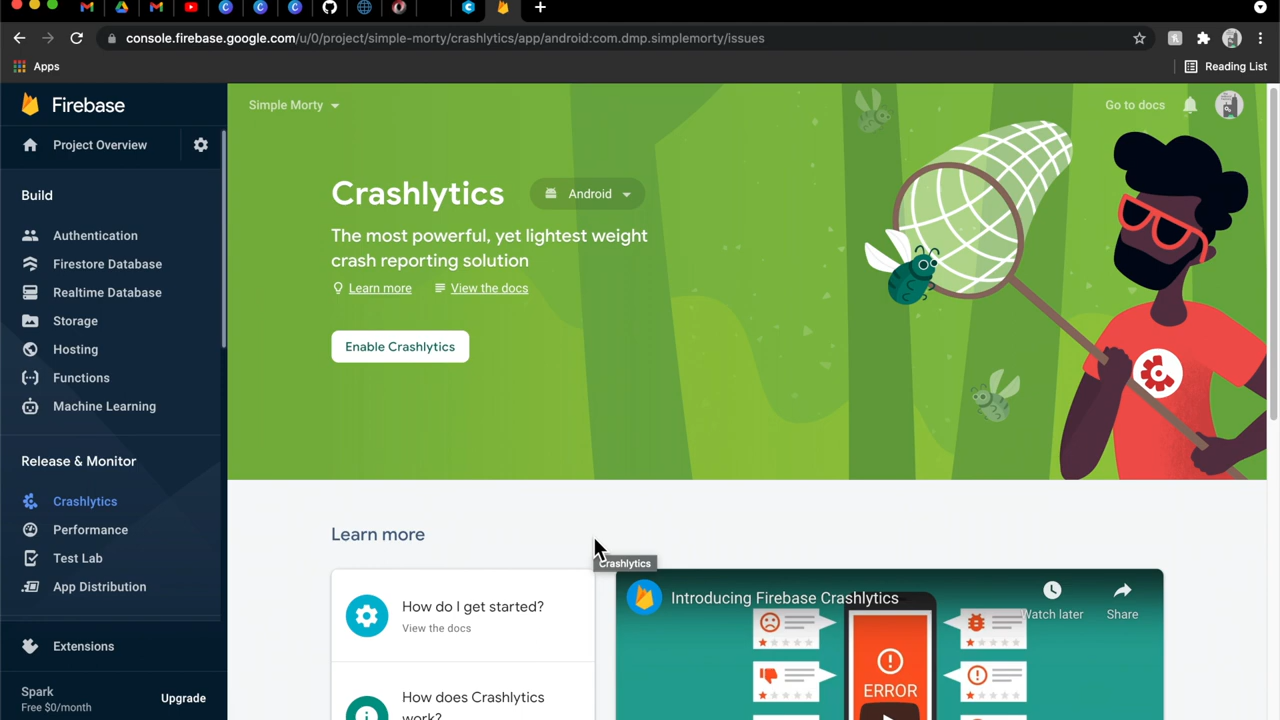 console.firebase.google.com/u/0/project/simple-morty/crashlytics/app/android:com.dmp.simplemorty/issues
Apps
Reading List
Firebase
Simple Morty
Go to docs
Project Overview
Build
Authentication
Firestore Database
Realtime Database
Storage
Hosting
Functions
Machine Learning
Release & Monitor
Crashlytics
Performance
Test Lab
App Distribution
Extensions
Spark
Free $0/month
Upgrade
Crashlytics
Android
The most powerful, yet lightest weight
crash reporting solution
Learn more
View the docs
Enable Crashlytics
Learn more
Crashlytics
How do I get started?
View the docs
How does Crashlytics
work?
Introducing Firebase Crashlytics
Watch later
Share
ERROR